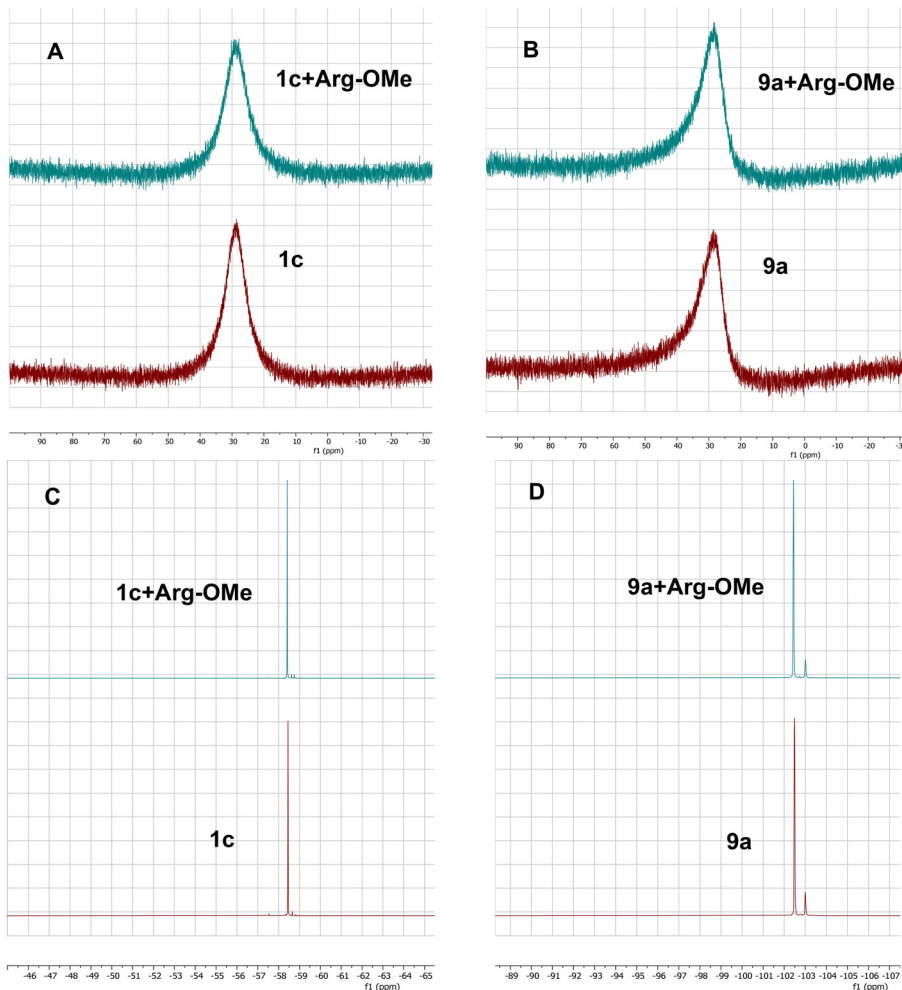 A
1c+Arg-OMe
1c
90 80 70 60 50 40 30 20 10 0 -10 -20 -30
f1 (ppm)
B
9a+Arg-OMe
9a
90 80 70 60 50 40 30 20 10 0 -10 -20 -30
f1 (ppm)
C
1c+Arg-OMe
1c
-46 -47 -48 -49 -50 -51 -52 -53 -54 -55 -56 -57 -58 -59 -60 -61 -62 -63 -64 -65
f1 (ppm)
D
9a+Arg-OMe
9a
-89 -90 -91 -92 -93 -94 -95 -96 -97 -98 -99 -100 -101 -102 -103 -104 -105 -106 -107
f1 (ppm)